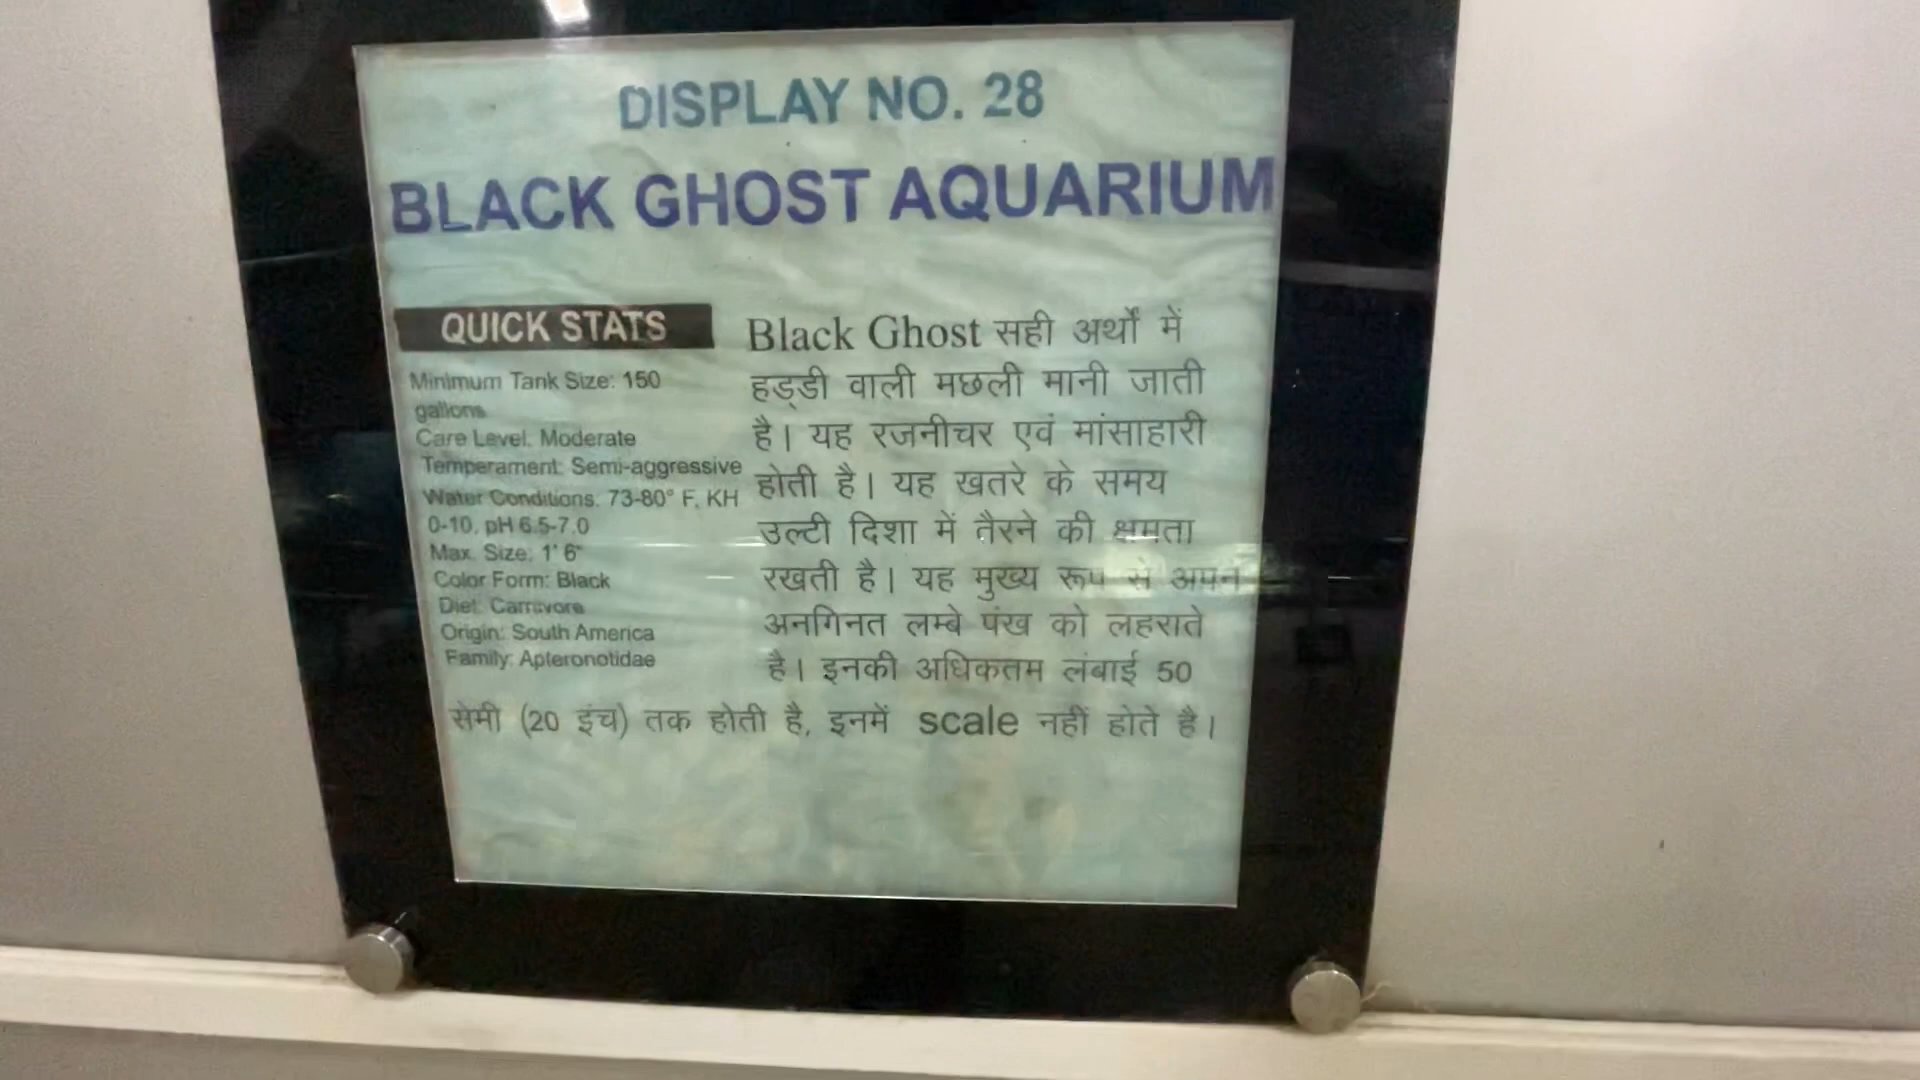 DISPLAY NO. 28
BLACK GHOST AQUARIUM
QUICK STATS
Minimum Tank Size: 150
gallons
Care Level: Moderate
Temperament: Semi-aggressive
Water Conditions: 73-80° F, KH
0-10, pH 6.5-7.0
Max. Size: 1' 6"
Color Form: Black
Diet: Carnivore
Origin: South America
Family: Apteronotidae
Black Ghost सही अर्थों में
हड्डी वाली मछली मानी जाती
है। यह रजनीचर एवं मांसाहारी
होती है। यह खतरे के समय
उल्टी दिशा में तैरने की क्षमता
रखती है। यह मुख्य रूप से अपने
अनगिनत लम्बे पंख को लहराते
है। इनकी अधिकतम लंबाई 50
सेमी (20 इंच) तक होती है, इनमें scale नहीं होते है।